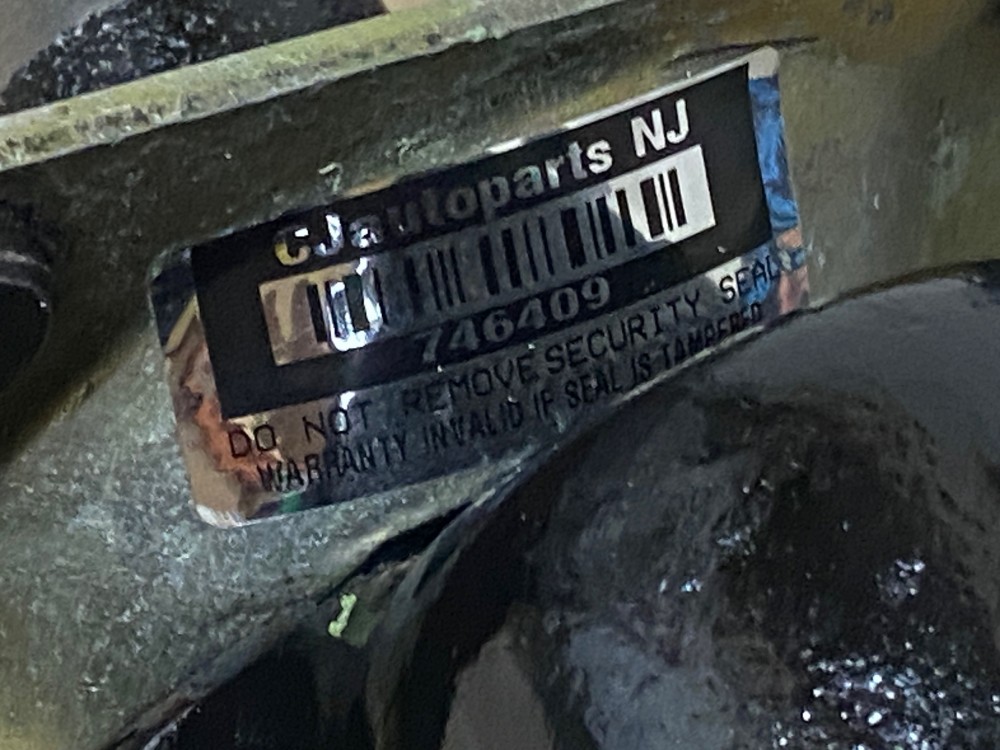 CJautoparts NJ
746409
DO NOT REMOVE SECURITY SEAL
WARRANTY INVALID IF SEAL IS TAMPERED